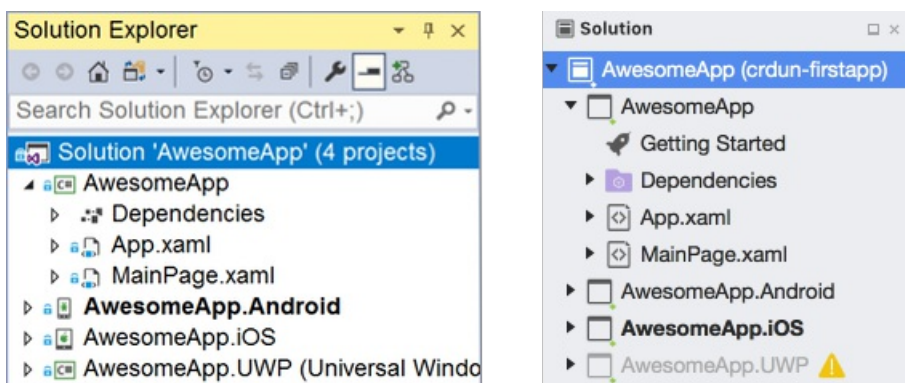 Solution Explorer
Search Solution Explorer (Ctrl+;)
Solution 'AwesomeApp' (4 projects)
C# AwesomeApp
Dependencies
App.xaml
MainPage.xaml
AwesomeApp.Android
AwesomeApp.iOS
C# AwesomeApp.UWP (Universal Windo
Solution
AwesomeApp (crdun-firstapp)
AwesomeApp
Getting Started
Dependencies
App.xaml
MainPage.xaml
AwesomeApp.Android
AwesomeApp.iOS
AwesomeApp.UWP